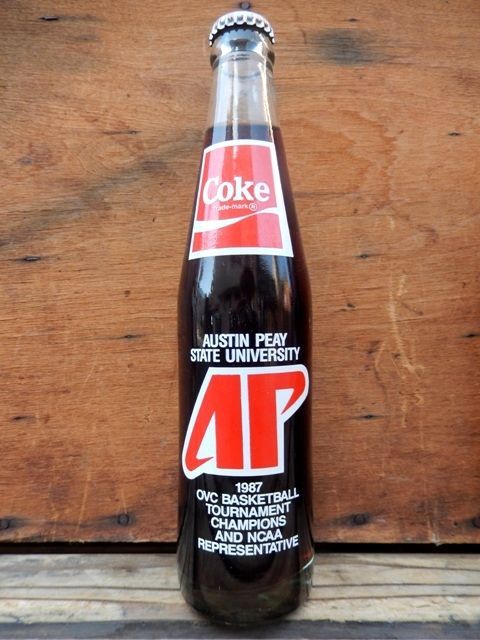 Coke
trade-mark®
AUSTIN PEAY
STATE UNIVERSITY
AP
1987
OVC BASKETBALL
TOURNAMENT
CHAMPIONS
AND NCAA
REPRESENTATIVE